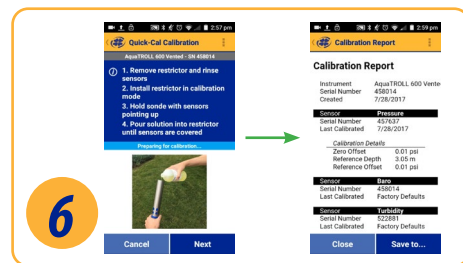 6
2:57 pm
Quick-Cal Calibration
AquaTROLL 600 Vented - SN 458014
1. Remove restrictor and rinse
sensors
2. Install restrictor in calibration
mode
3. Hold sonde with sensors
pointing up
4. Pour solution into restrictor
until sensors are covered
Preparing for calibration...
Cancel Next
2:59 pm
Calibration Report
Calibration Report
Instrument AquaTROLL 600 Vente
Serial Number 458014
Created 7/28/2017
Sensor Pressure
Serial Number 457637
Last Calibrated 7/28/2017
Calibration Details
Zero Offset 0.01 psi
Reference Depth 3.05 m
Reference Offset 0.01 psi
Sensor Baro
Serial Number 458014
Last Calibrated Factory Defaults
Sensor Turbidity
Serial Number 522881
Last Calibrated Factory Defaults
Close Save to...